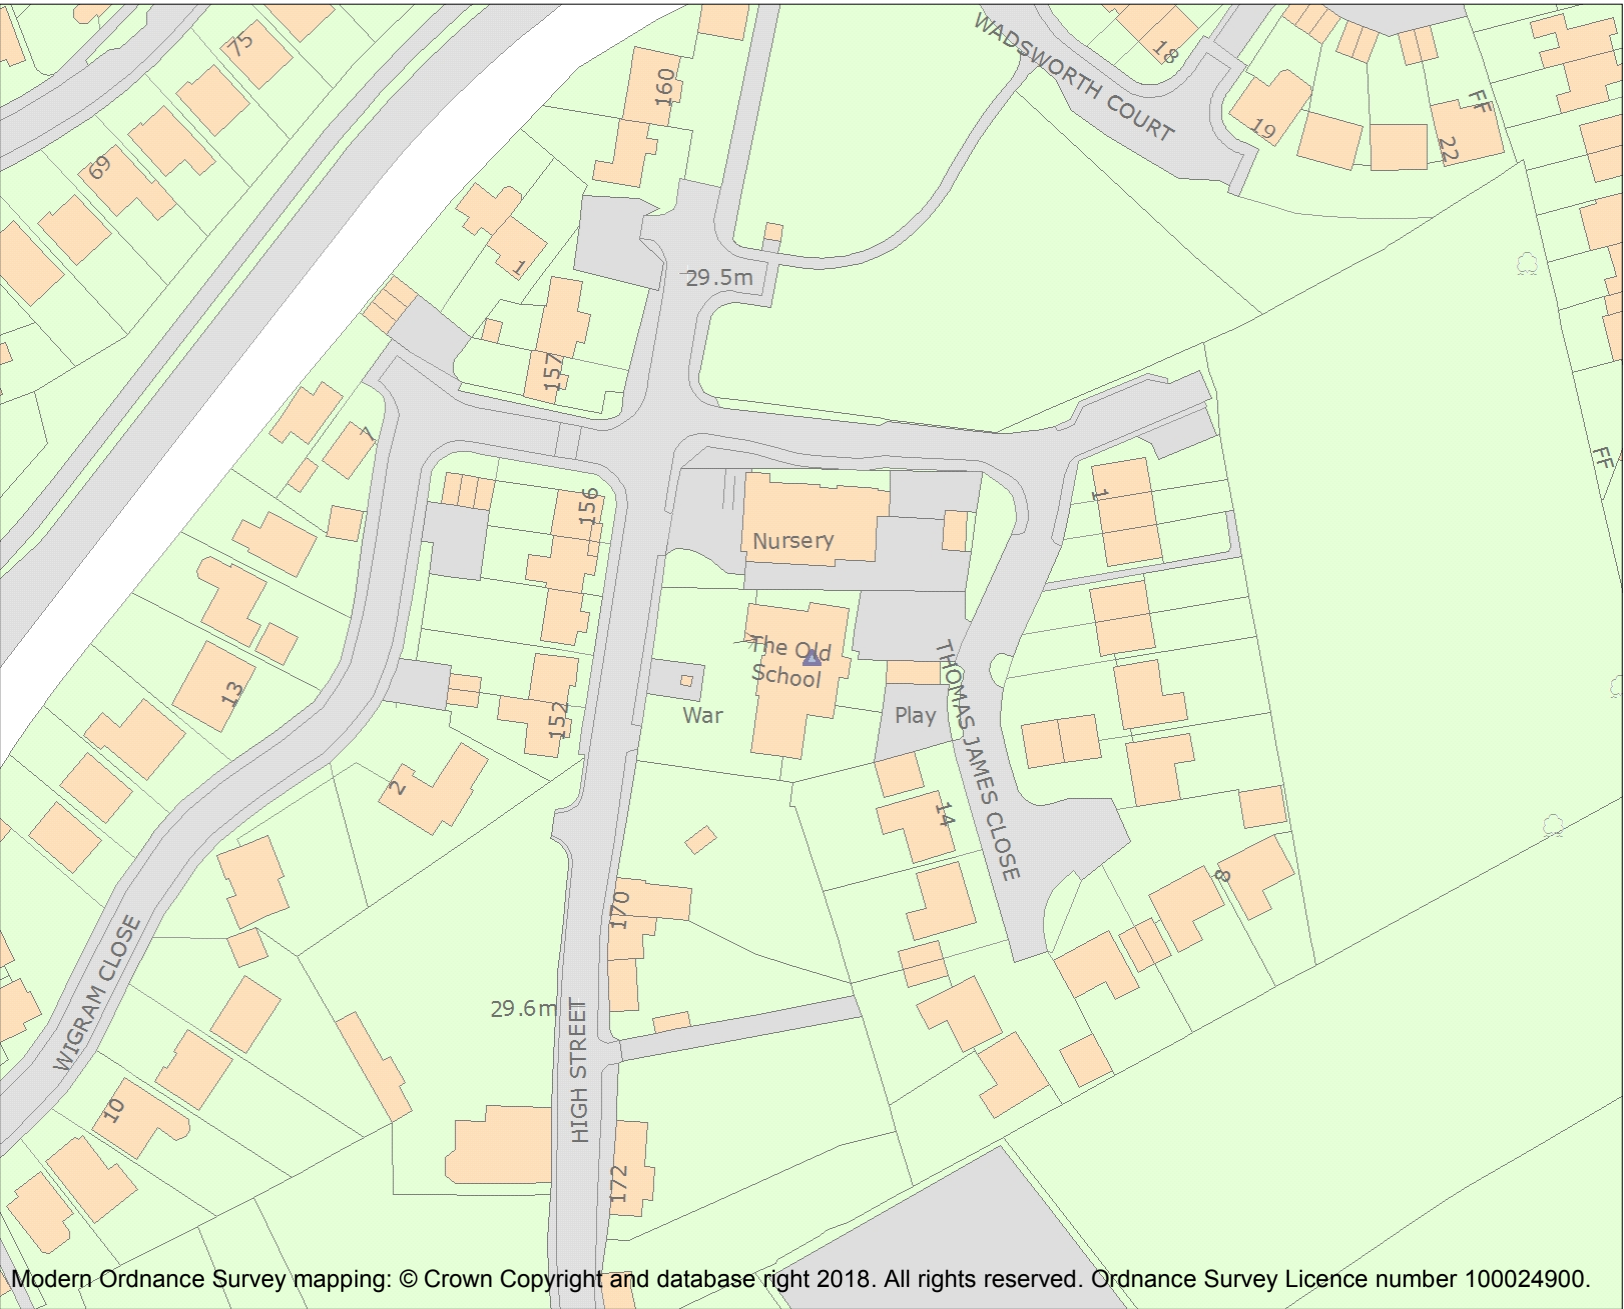 75
160
WADSWORTH COURT
18
19
FF
22
69
1
29.5m
157
7
156
1
FF
Nursery
The Old
School
THOMAS JAMES CLOSE
13
War
Play
152
2
14
8
170
WIGRAM CLOSE
29.6m
HIGH STREET
10
172
Modern Ordnance Survey mapping: © Crown Copyright and database right 2018. All rights reserved. Ordnance Survey Licence number 100024900.